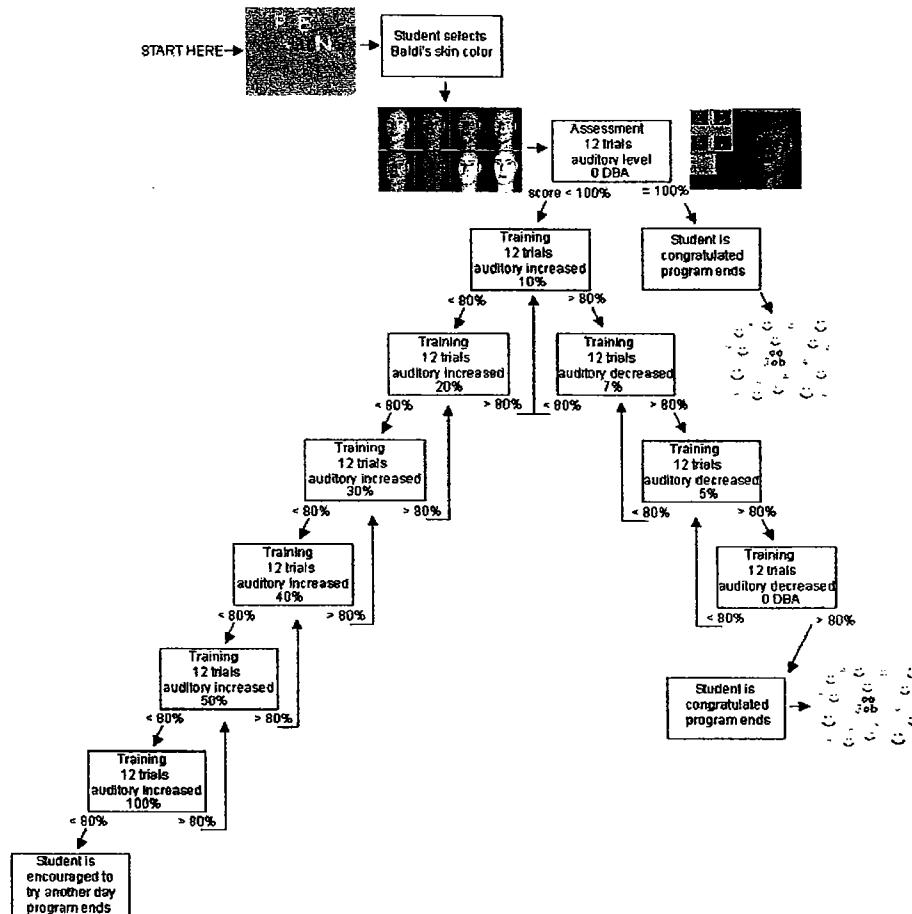 P E N
START HERE
Student selects
Baldi's skin color
Assessment
12 trials
auditory level
0 DBA
score < 100%
= 100%
Training
12 trials
auditory increased
10%
Student is
congratulated
program ends
< 80%
> 80%
Training
12 trials
auditory increased
20%
Training
12 trials
auditory decreased
7%
< 80%
> 80%
< 80%
> 80%
Training
12 trials
auditory increased
30%
Training
12 trials
auditory decreased
5%
< 80%
> 80%
< 80%
> 80%
Training
12 trials
auditory increased
40%
Training
12 trials
auditory decreased
0 DBA
< 80%
> 80%
< 80%
> 80%
Training
12 trials
auditory increased
50%
Student is
congratulated
program ends
< 80%
> 80%
Training
12 trials
auditory increased
100%
< 80%
> 80%
Student is
encouraged to
try another day
program ends